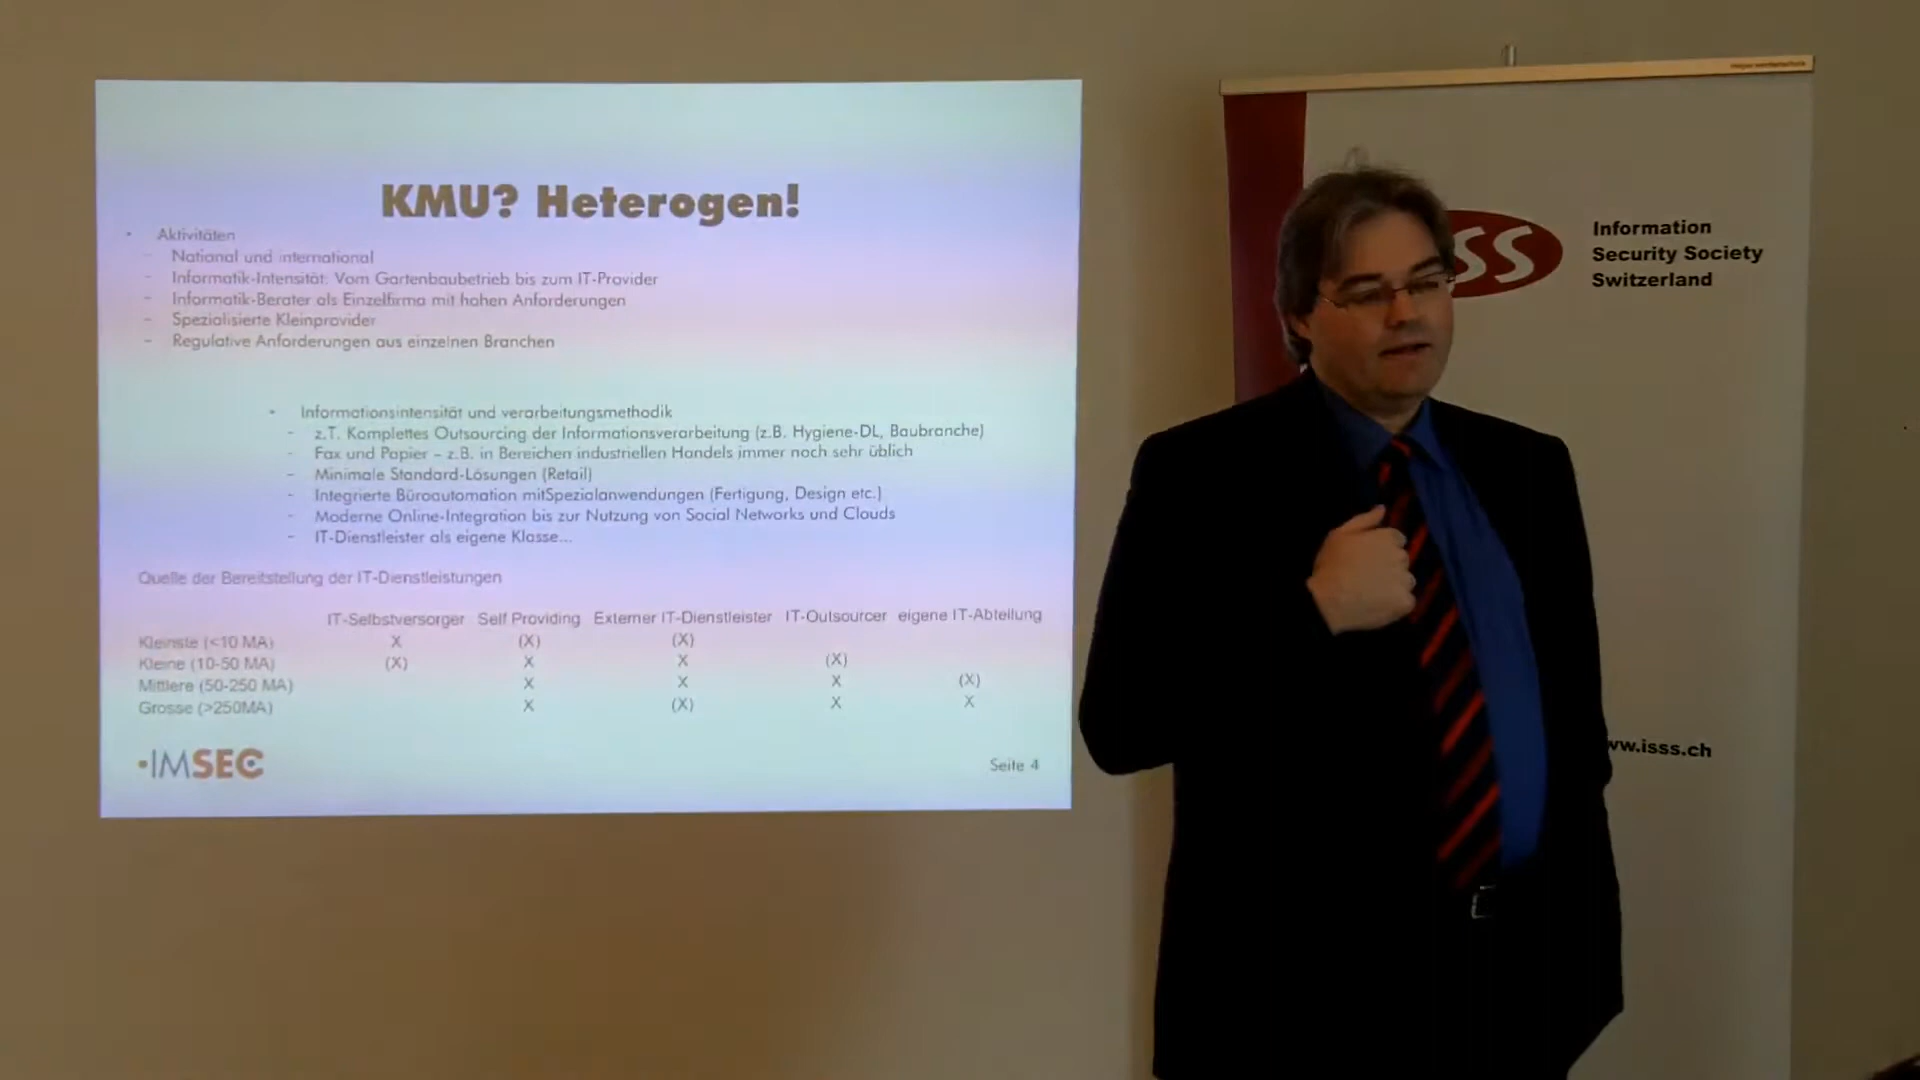 KMU? Heterogen!
• Aktivitäten
- National und international
- Informatik-Intensität: Vom Gartenbaubetrieb bis zum IT-Provider
- Informatik-Berater als Einzelfirma mit hohen Anforderungen
- Spezialisierte Kleinprovider
- Regulative Anforderungen aus einzelnen Branchen
• Informationsintensität und verarbeitungsmethodik
- z.T. Komplettes Outsourcing der Informationsverarbeitung (z.B. Hygiene-DL, Baubranche)
- Fax und Papier – z.B. in Bereichen industriellen Handels immer noch sehr üblich
- Minimale Standard-Lösungen (Retail)
- Integrierte Büroautomation mitSpezialanwendungen (Fertigung, Design etc.)
- Moderne Online-Integration bis zur Nutzung von Social Networks und Clouds
- IT-Dienstleister als eigene Klasse...
Quelle der Bereitstellung der IT-Dienstleistungen
IT-Selbstversorger Self Providing Externer IT-Dienstleister IT-Outsourcer eigene IT-Abteilung
Kleinste (<10 MA) X (X) (X)
Kleine (10-50 MA) (X) X X (X)
Mittlere (50-250 MA) X X X (X)
Grosse (>250MA) X (X) X X
•IMSEC
Seite 4
SS
Information
Security Society
Switzerland
ww.isss.ch